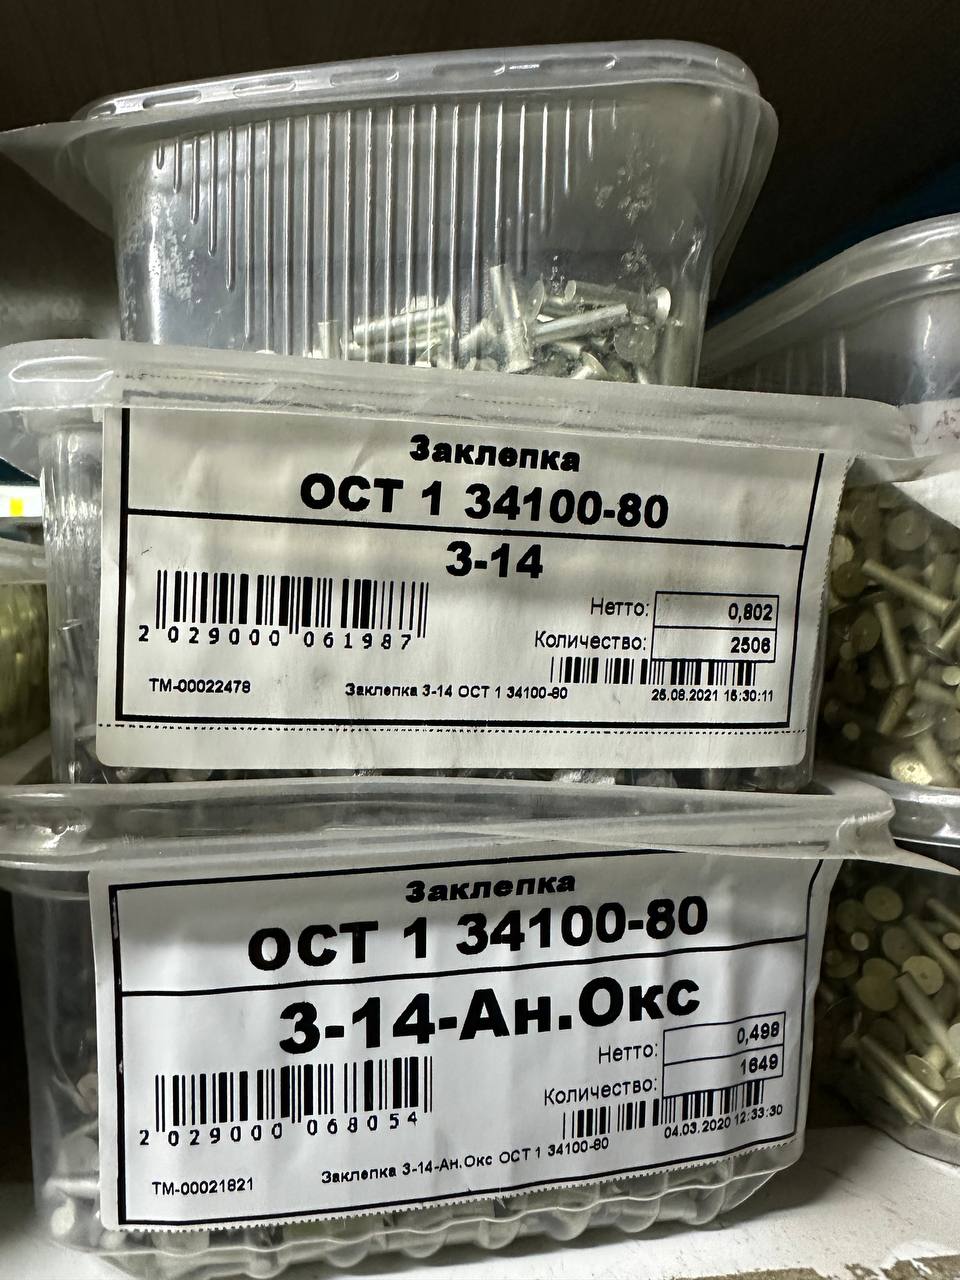 Заклепка
ОСТ 1 34100-80
3-14
Нетто: 0,802
Количество: 2506
2 029000 061987
ТМ-00022478
Заклепка 3-14 ОСТ 1 34100-80
25.08.2021 15:30:11
Заклепка
ОСТ 1 34100-80
3-14-Ан.Окс
Нетто: 0,498
Количество: 1649
2 029000 068054
ТМ-00021821
Заклепка 3-14-Ан.Окс ОСТ 1 34100-80
04.03.2020 12:33:30